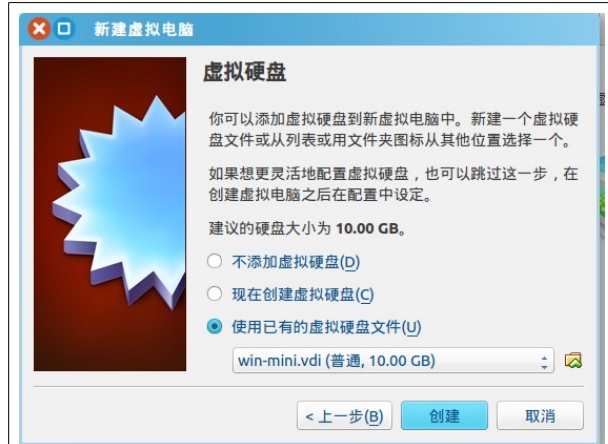 新建虚拟电脑
虚拟硬盘
你可以添加虚拟硬盘到新虚拟电脑中。新建一个虚拟硬
盘文件或从列表或用文件夹图标从其他位置选择一个。
如果想更灵活地配置虚拟硬盘，也可以跳过这一步，在
创建虚拟电脑之后在配置中设定。
建议的硬盘大小为 10.00 GB。
不添加虚拟硬盘(D)
现在创建虚拟硬盘(C)
使用已有的虚拟硬盘文件(U)
win-mini.vdi (普通, 10.00 GB)
<上一步(B)
创建
取消